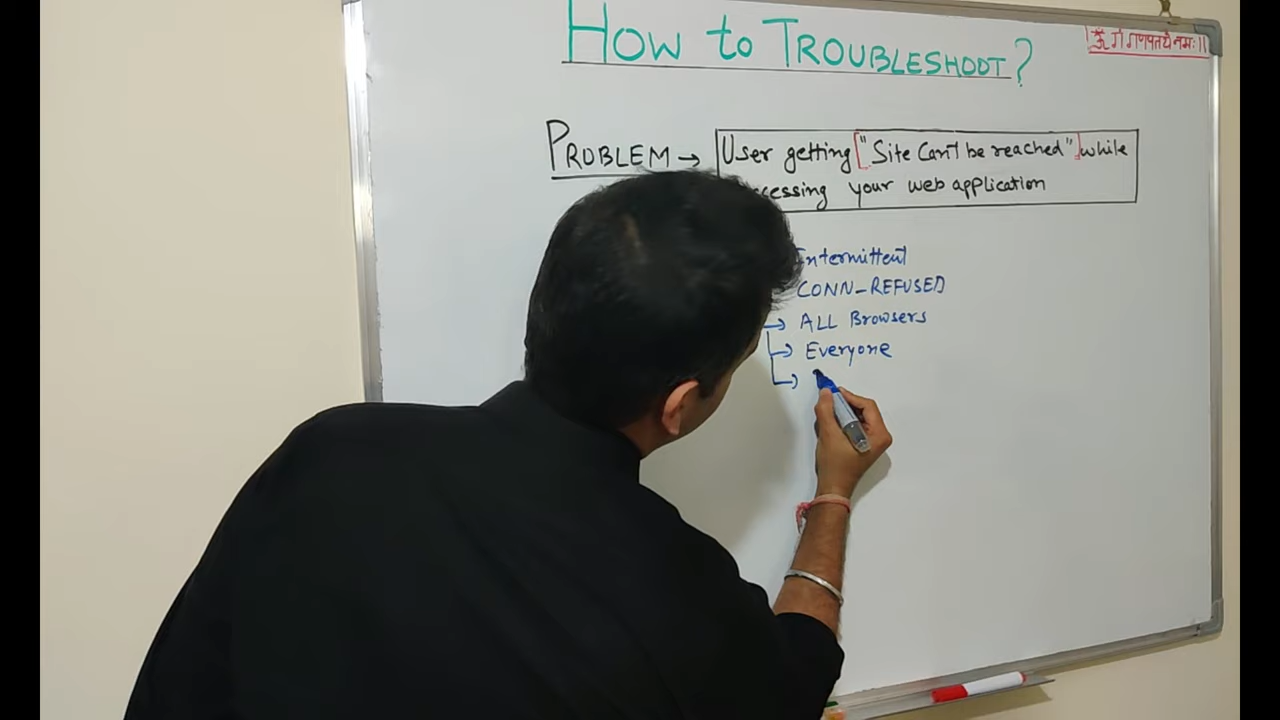 How to TROUBLESHOOT?
।।ॐ गं गणपतये नमः।।
PROBLEM → User getting ["Site Can't be reached"] while
your web application
Intermittent
CONN-REFUSED
→ ALL Browsers
→ Everyone
→